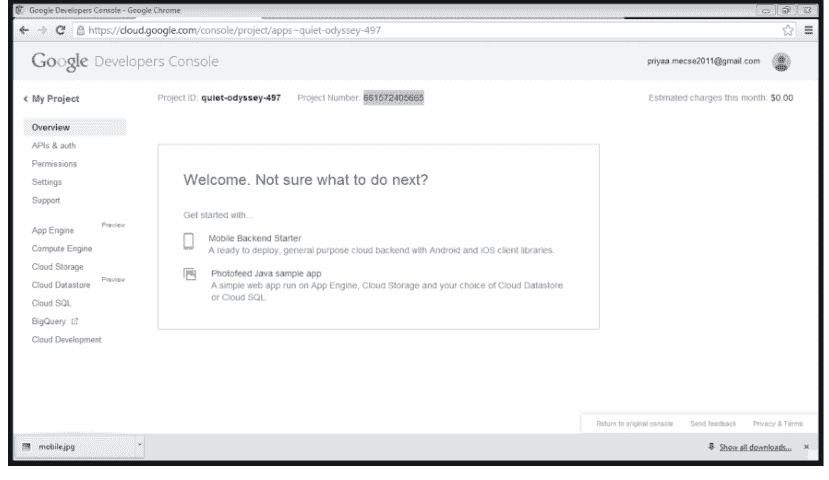 Google Developers Console - Google Chrome
https://cloud.google.com/console/project/apps~quiet-odyssey-497
Google Developers Console
priyaa.mecse2011@gmail.com
< My Project
Project ID: quiet-odyssey-497 Project Number: 661572405665
Estimated charges this month: $0.00
Overview
APIs & auth
Permissions
Settings
Support
App Engine Preview
Compute Engine
Cloud Storage
Cloud Datastore Preview
Cloud SQL
BigQuery
Cloud Development
Welcome. Not sure what to do next?
Get started with...
Mobile Backend Starter
A ready to deploy, general purpose cloud backend with Android and iOS client libraries.
Photofeed Java sample app
A simple web app run on App Engine, Cloud Storage and your choice of Cloud Datastore
or Cloud SQL.
Return to original console Send feedback Privacy & Terms
mobile.jpg
Show all downloads...